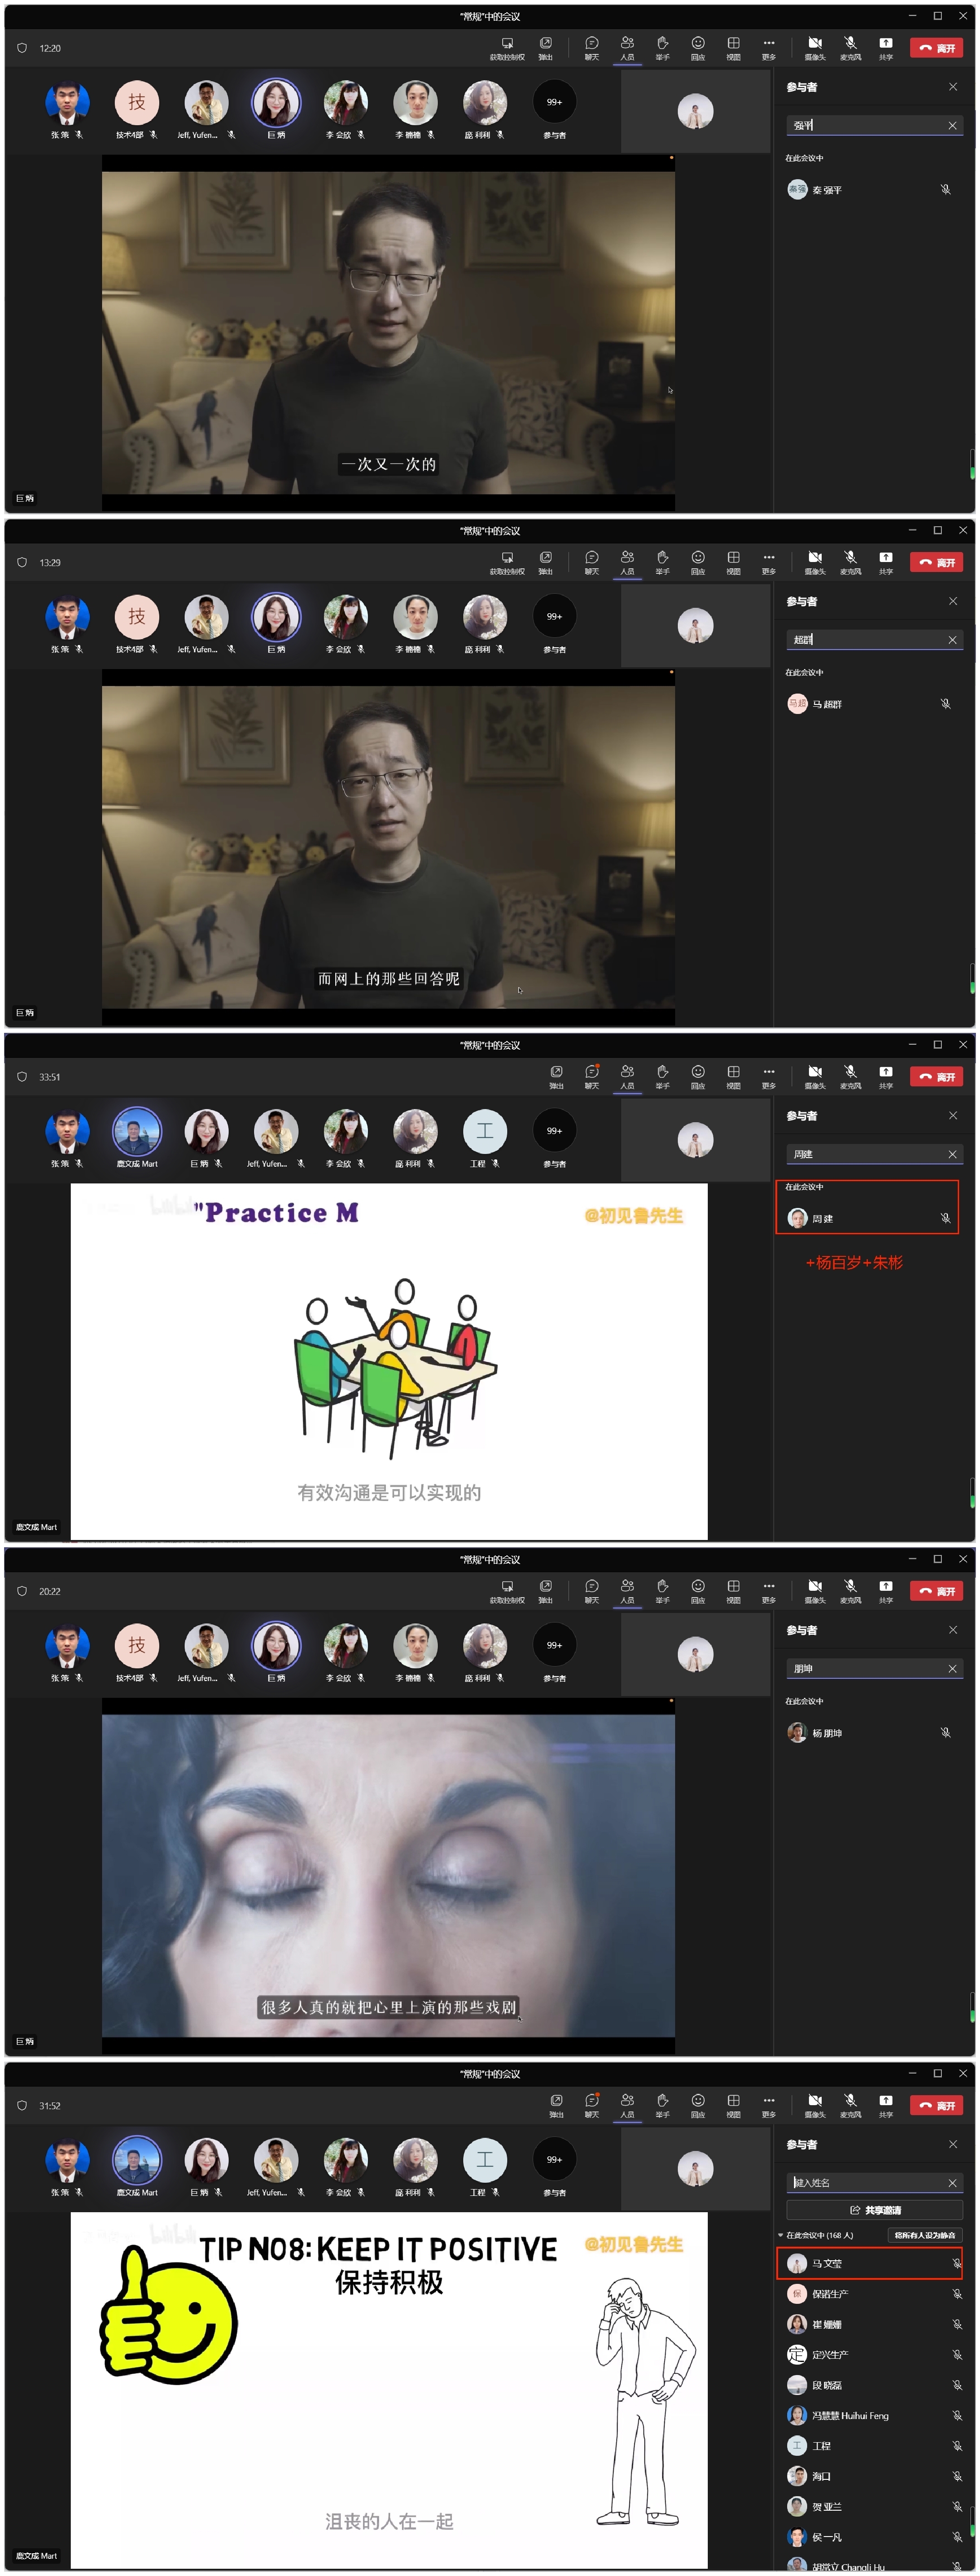 "常规"中的会议
12:20
获取控制权 弹出 聊天 人员 举手 回应 视图 更多 摄像头 麦克风 共享 离开
技
99+
张 策 技术4部 Jeff, Yufen... 巨 炳 李 会欣 李 楠楠 庞 利利 参与者
参与者
强平
在此会议中
秦强 秦 强平
一次又一次的
巨 炳
"常规"中的会议
13:29
获取控制权 弹出 聊天 人员 举手 回应 视图 更多 摄像头 麦克风 共享 离开
技
99+
张 策 技术4部 Jeff, Yufen... 巨 炳 李 会欣 李 楠楠 庞 利利 参与者
参与者
超群
在此会议中
马超 马 超群
而网上的那些回答呢
巨 炳
"常规"中的会议
33:51
弹出 聊天 人员 举手 回应 视图 更多 摄像头 麦克风 共享 离开
工
99+
张 策 鹿文成 Mart 巨 炳 Jeff, Yufen... 李 会欣 庞 利利 工程 参与者
参与者
周建
在此会议中
周 建
+杨百岁+朱彬
"Practice M
@初见鲁先生
有效沟通是可以实现的
鹿文成 Mart
"常规"中的会议
20:22
获取控制权 弹出 聊天 人员 举手 回应 视图 更多 摄像头 麦克风 共享 离开
技
99+
张 策 技术4部 Jeff, Yufen... 巨 炳 李 会欣 李 楠楠 庞 利利 参与者
参与者
朋坤
在此会议中
杨 朋坤
很多人真的就把心里上演的那些戏剧
巨 炳
"常规"中的会议
31:52
弹出 聊天 人员 举手 回应 视图 更多 摄像头 麦克风 共享 离开
工
99+
张 策 鹿文成 Mart 巨 炳 Jeff, Yufen... 李 会欣 庞 利利 工程 参与者
参与者
键入姓名
共享邀请
在此会议中 (168 人) 将所有人设为静音
马 文莹
保 保诺生产
崔 姗姗
定 定兴生产
段 晓磊
冯慧慧 Huihui Feng
工 工程
海口
贺 亚兰
侯 一凡
胡常立 Changli Hu
TIP NO8: KEEP IT POSITIVE
保持积极
@初见鲁先生
沮丧的人在一起
鹿文成 Mart